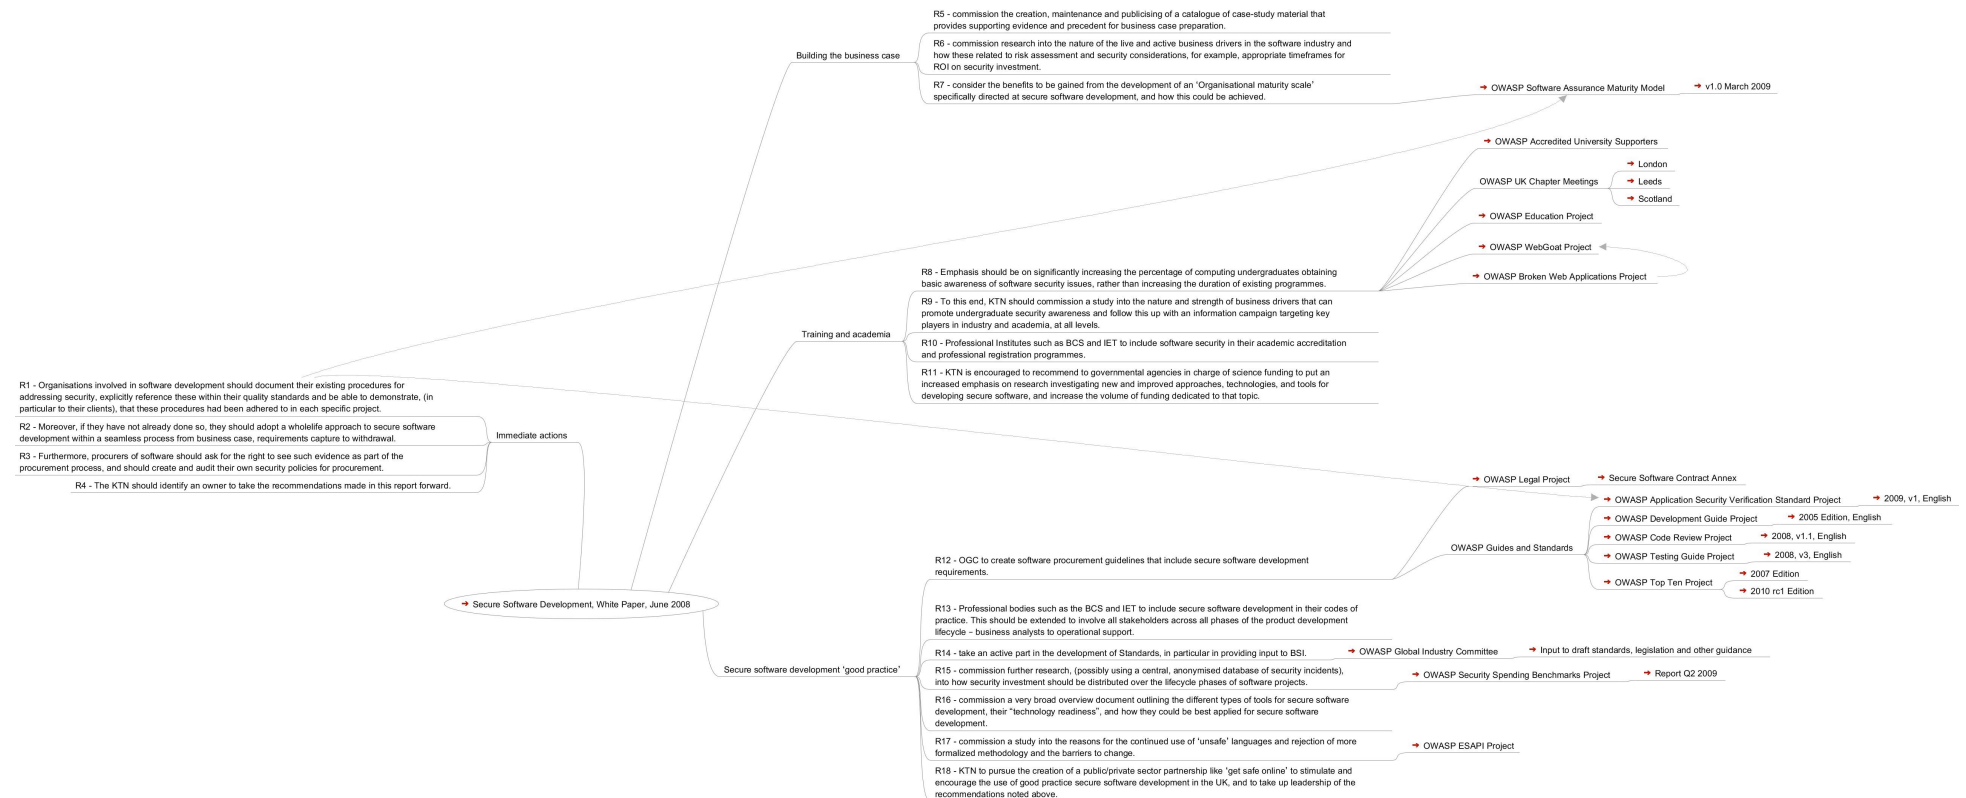 Secure Software Development, White Paper, June 2008
Immediate actions
R1 - Organisations involved in software development should document their existing procedures for
addressing security, explicitly reference these within their quality standards and be able to demonstrate, (in
particular to their clients), that these procedures had been adhered to in each specific project.
R2 - Moreover, if they have not already done so, they should adopt a wholelife approach to secure software
development within a seamless process from business case, requirements capture to withdrawal.
R3 - Furthermore, procurers of software should ask for the right to see such evidence as part of the
procurement process, and should create and audit their own security policies for procurement.
R4 - The KTN should identify an owner to take the recommendations made in this report forward.
Building the business case
R5 - commission the creation, maintenance and publicising of a catalogue of case-study material that
provides supporting evidence and precedent for business case preparation.
R6 - commission research into the nature of the live and active business drivers in the software industry and
how these related to risk assessment and security considerations, for example, appropriate timeframes for
ROI on security investment.
R7 - consider the benefits to be gained from the development of an ‘Organisational maturity scale’
specifically directed at secure software development, and how this could be achieved.
OWASP Software Assurance Maturity Model
v1.0 March 2009
Training and academia
R8 - Emphasis should be on significantly increasing the percentage of computing undergraduates obtaining
basic awareness of software security issues, rather than increasing the duration of existing programmes.
OWASP Accredited University Supporters
OWASP UK Chapter Meetings
London
Leeds
Scotland
OWASP Education Project
OWASP WebGoat Project
OWASP Broken Web Applications Project
R9 - To this end, KTN should commission a study into the nature and strength of business drivers that can
promote undergraduate security awareness and follow this up with an information campaign targeting key
players in industry and academia, at all levels.
R10 - Professional Institutes such as BCS and IET to include software security in their academic accreditation
and professional registration programmes.
R11 - KTN is encouraged to recommend to governmental agencies in charge of science funding to put an
increased emphasis on research investigating new and improved approaches, technologies, and tools for
developing secure software, and increase the volume of funding dedicated to that topic.
Secure software development ‘good practice’
R12 - OGC to create software procurement guidelines that include secure software development
requirements.
OWASP Legal Project
Secure Software Contract Annex
OWASP Guides and Standards
OWASP Application Security Verification Standard Project
2009, v1, English
OWASP Development Guide Project
2005 Edition, English
OWASP Code Review Project
2008, v1.1, English
OWASP Testing Guide Project
2008, v3, English
OWASP Top Ten Project
2007 Edition
2010 rc1 Edition
R13 - Professional bodies such as the BCS and IET to include secure software development in their codes of
practice. This should be extended to involve all stakeholders across all phases of the product development
lifecycle – business analysts to operational support.
R14 - take an active part in the development of Standards, in particular in providing input to BSI.
OWASP Global Industry Committee
Input to draft standards, legislation and other guidance
R15 - commission further research, (possibly using a central, anonymised database of security incidents),
into how security investment should be distributed over the lifecycle phases of software projects.
OWASP Security Spending Benchmarks Project
Report Q2 2009
R16 - commission a very broad overview document outlining the different types of tools for secure software
development, their “technology readiness”, and how they could be best applied for secure software
development.
R17 - commission a study into the reasons for the continued use of ‘unsafe’ languages and rejection of more
formalized methodology and the barriers to change.
OWASP ESAPI Project
R18 - KTN to pursue the creation of a public/private sector partnership like ‘get safe online’ to stimulate and
encourage the use of good practice secure software development in the UK, and to take up leadership of the
recommendations noted above.